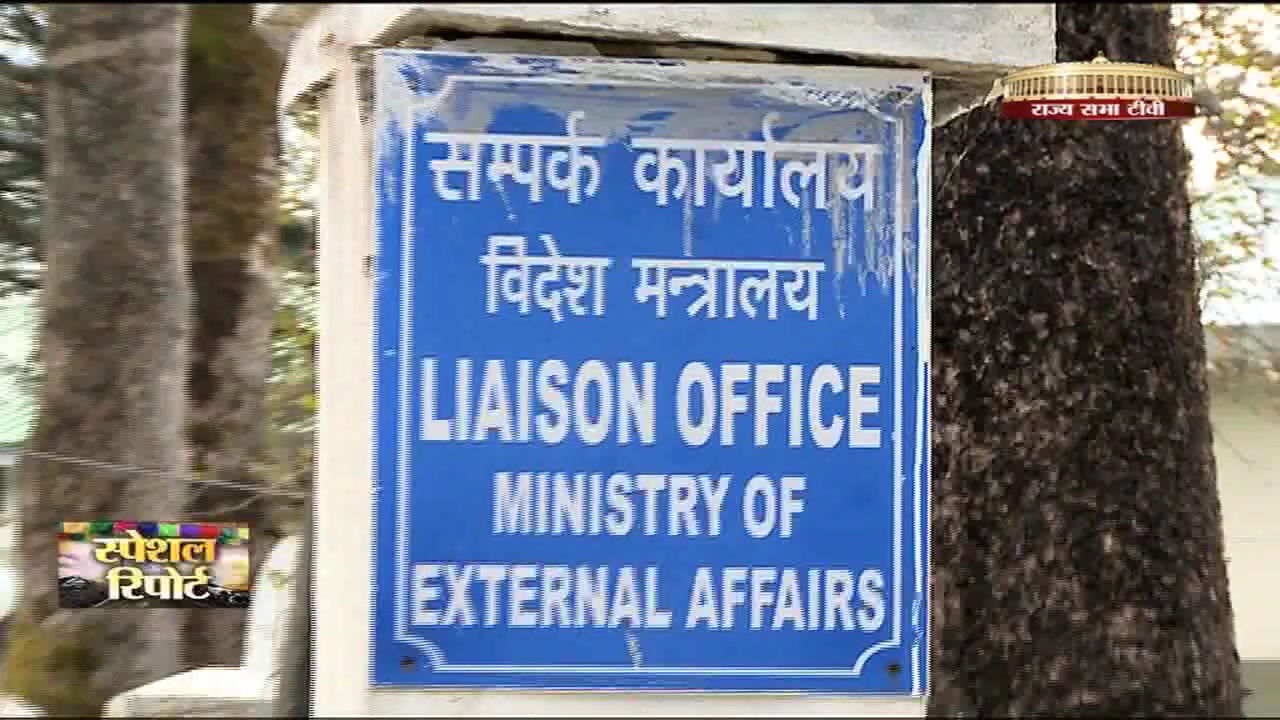 राज्य सभा टीवी
सम्पर्क कार्यालय
विदेश मन्त्रालय
LIAISON OFFICE
MINISTRY OF
EXTERNAL AFFAIRS
स्पेशल
रिपोर्ट